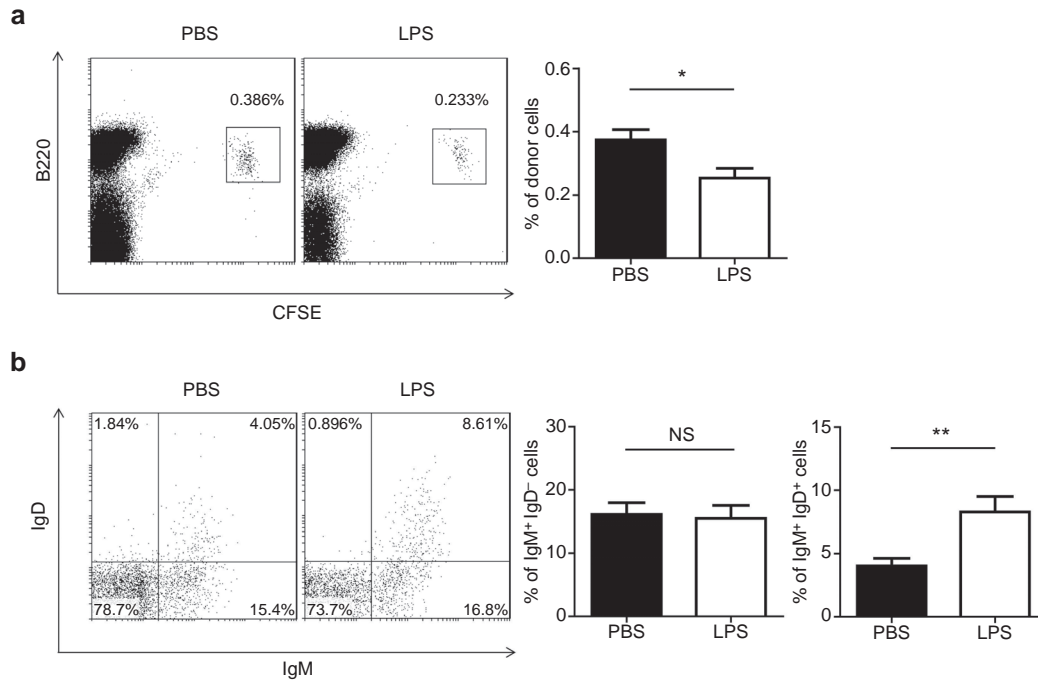 a
PBS
LPS
0.386%
0.233%
B220
CFSE
% of donor cells
0.6
0.4
0.2
0.0
*
PBS
LPS
b
PBS
LPS
1.84%
4.05%
78.7%
15.4%
0.896%
8.61%
73.7%
16.8%
IgD
IgM
% of IgM⁺ IgD⁻ cells
30
20
10
0
NS
PBS
LPS
% of IgM⁺ IgD⁺ cells
15
10
5
0
**
PBS
LPS